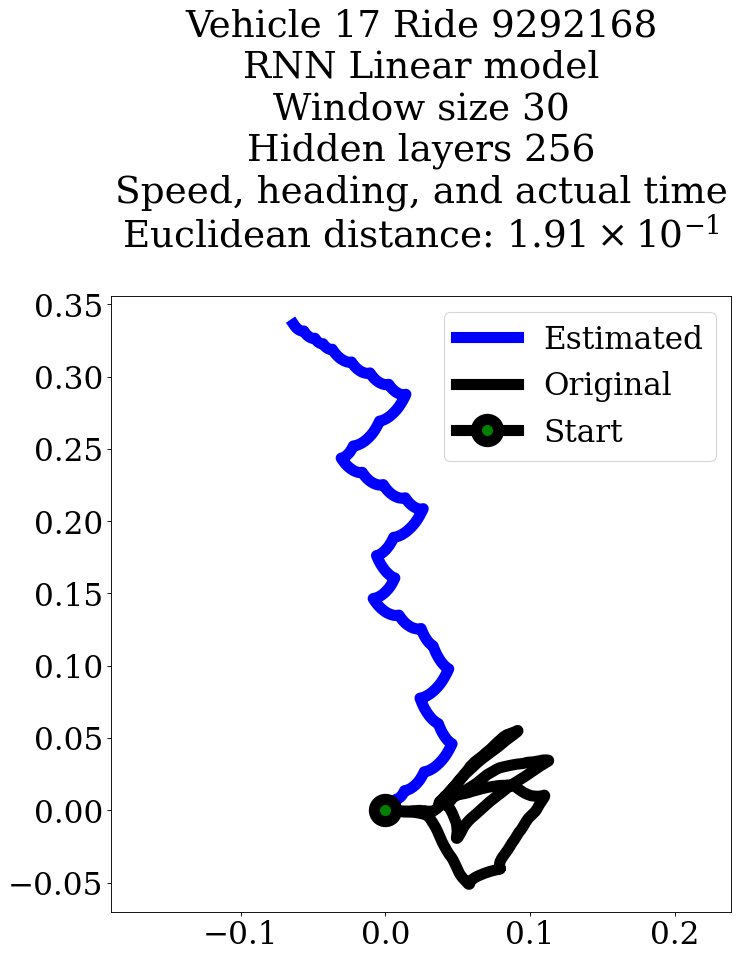 Vehicle 17 Ride 9292168
RNN Linear model
Window size 30
Hidden layers 256
Speed, heading, and actual time
Euclidean distance: 1.91 × 10⁻¹
0.35
0.30
0.25
0.20
0.15
0.10
0.05
0.00
−0.05
Estimated
Original
Start
−0.1
0.0
0.1
0.2